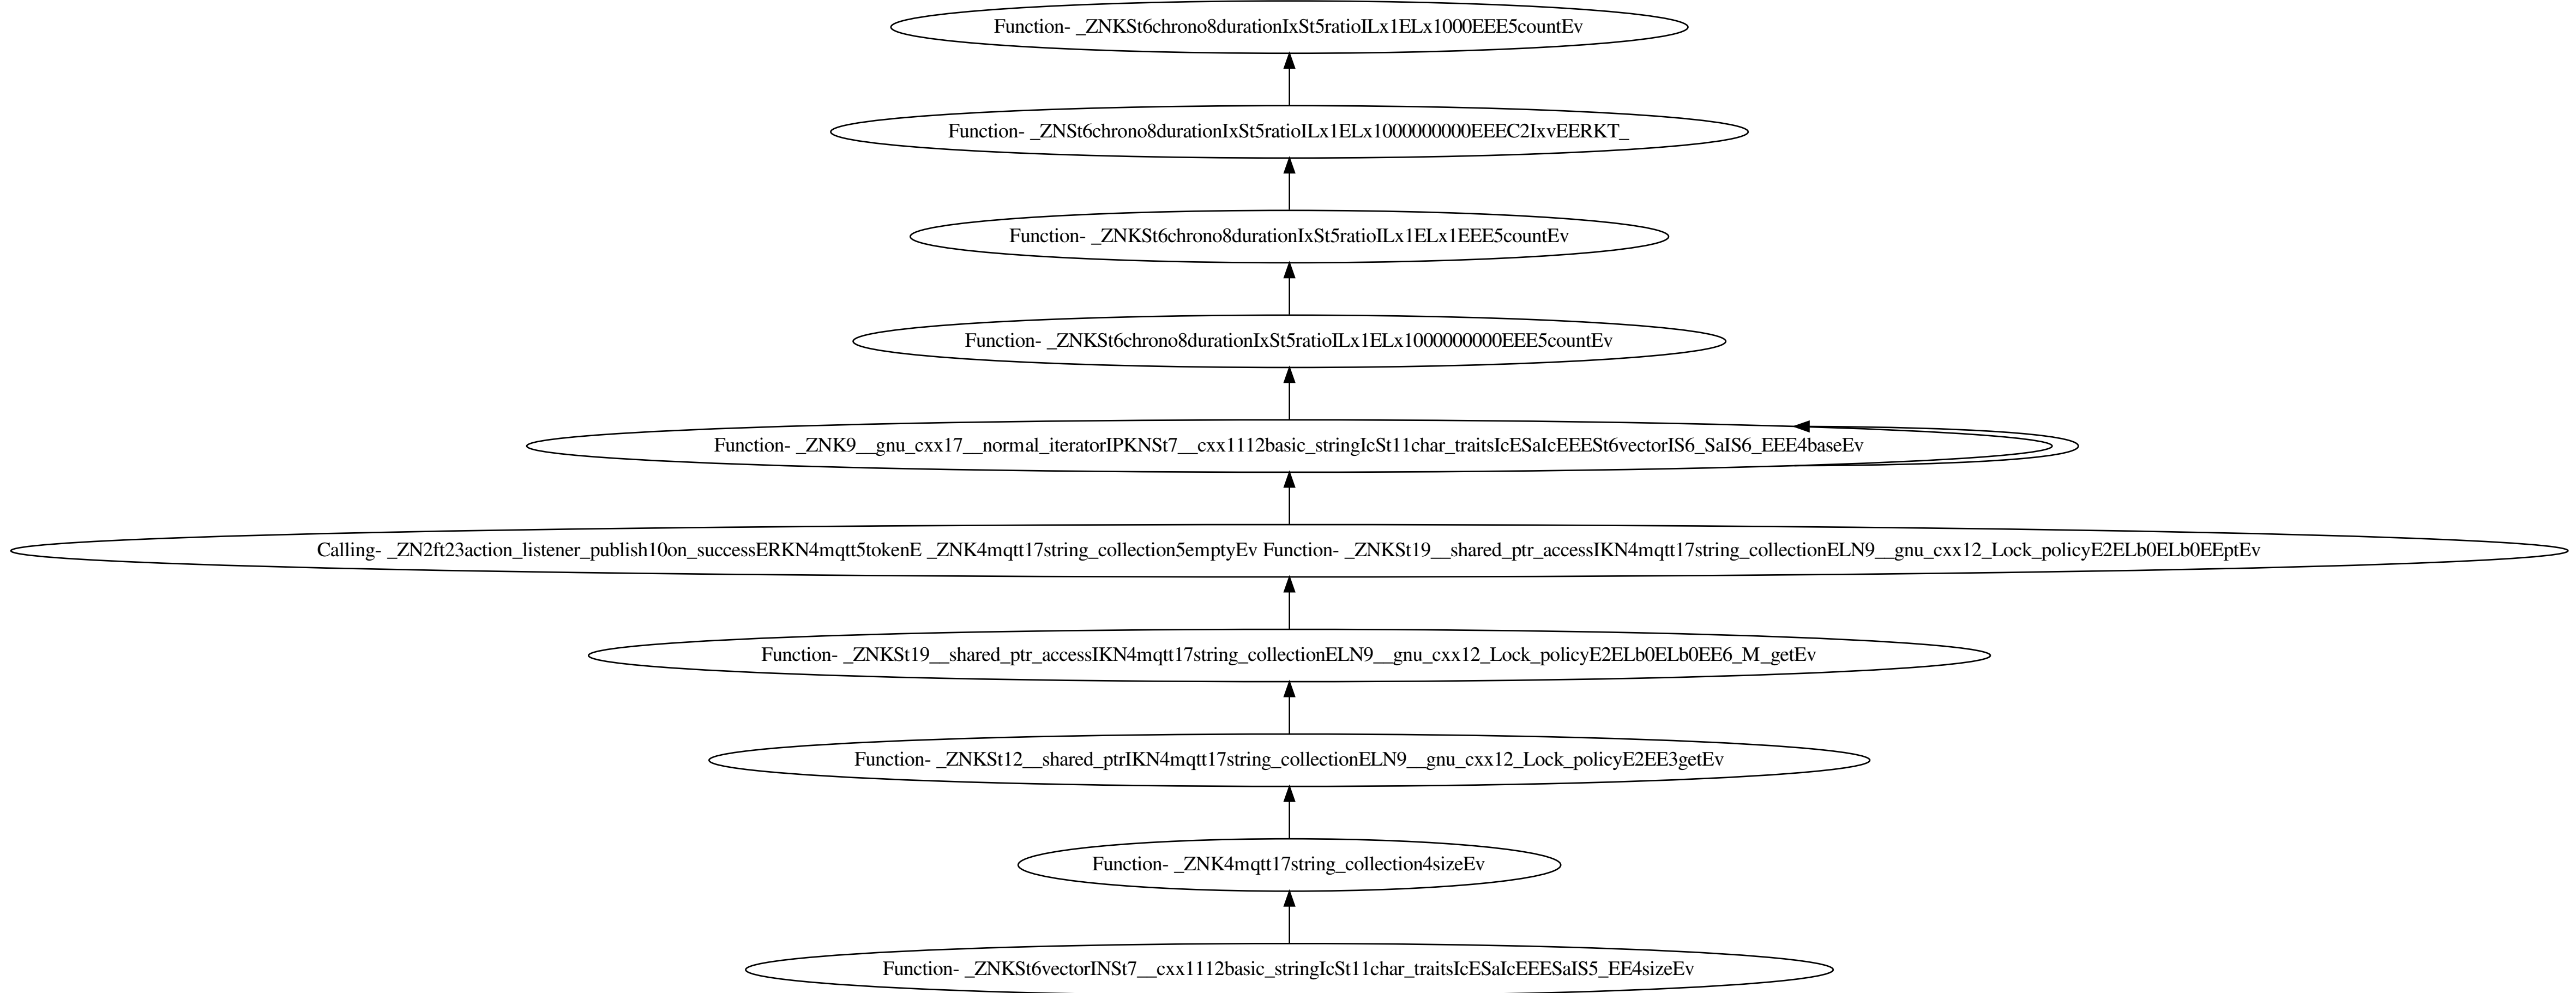 Function- _ZNKSt6chrono8durationIxSt5ratioILx1ELx1000EEE5countEv
Function- _ZNSt6chrono8durationIxSt5ratioILx1ELx1000000000EEEC2IxvEERKT_
Function- _ZNKSt6chrono8durationIxSt5ratioILx1ELx1EEE5countEv
Function- _ZNKSt6chrono8durationIxSt5ratioILx1ELx1000000000EEE5countEv
Function- _ZNK9__gnu_cxx17__normal_iteratorIPKNSt7__cxx1112basic_stringIcSt11char_traitsIcESaIcEEESt6vectorIS6_SaIS6_EEE4baseEv
Calling- _ZN2ft23action_listener_publish10on_successERKN4mqtt5tokenE _ZNK4mqtt17string_collection5emptyEv Function- _ZNKSt19__shared_ptr_accessIKN4mqtt17string_collectionELN9__gnu_cxx12_Lock_policyE2ELb0ELb0EEptEv
Function- _ZNKSt19__shared_ptr_accessIKN4mqtt17string_collectionELN9__gnu_cxx12_Lock_policyE2ELb0ELb0EE6_M_getEv
Function- _ZNKSt12__shared_ptrIKN4mqtt17string_collectionELN9__gnu_cxx12_Lock_policyE2EE3getEv
Function- _ZNK4mqtt17string_collection4sizeEv
Function- _ZNKSt6vectorINSt7__cxx1112basic_stringIcSt11char_traitsIcESaIcEEESaIS5_EE4sizeEv